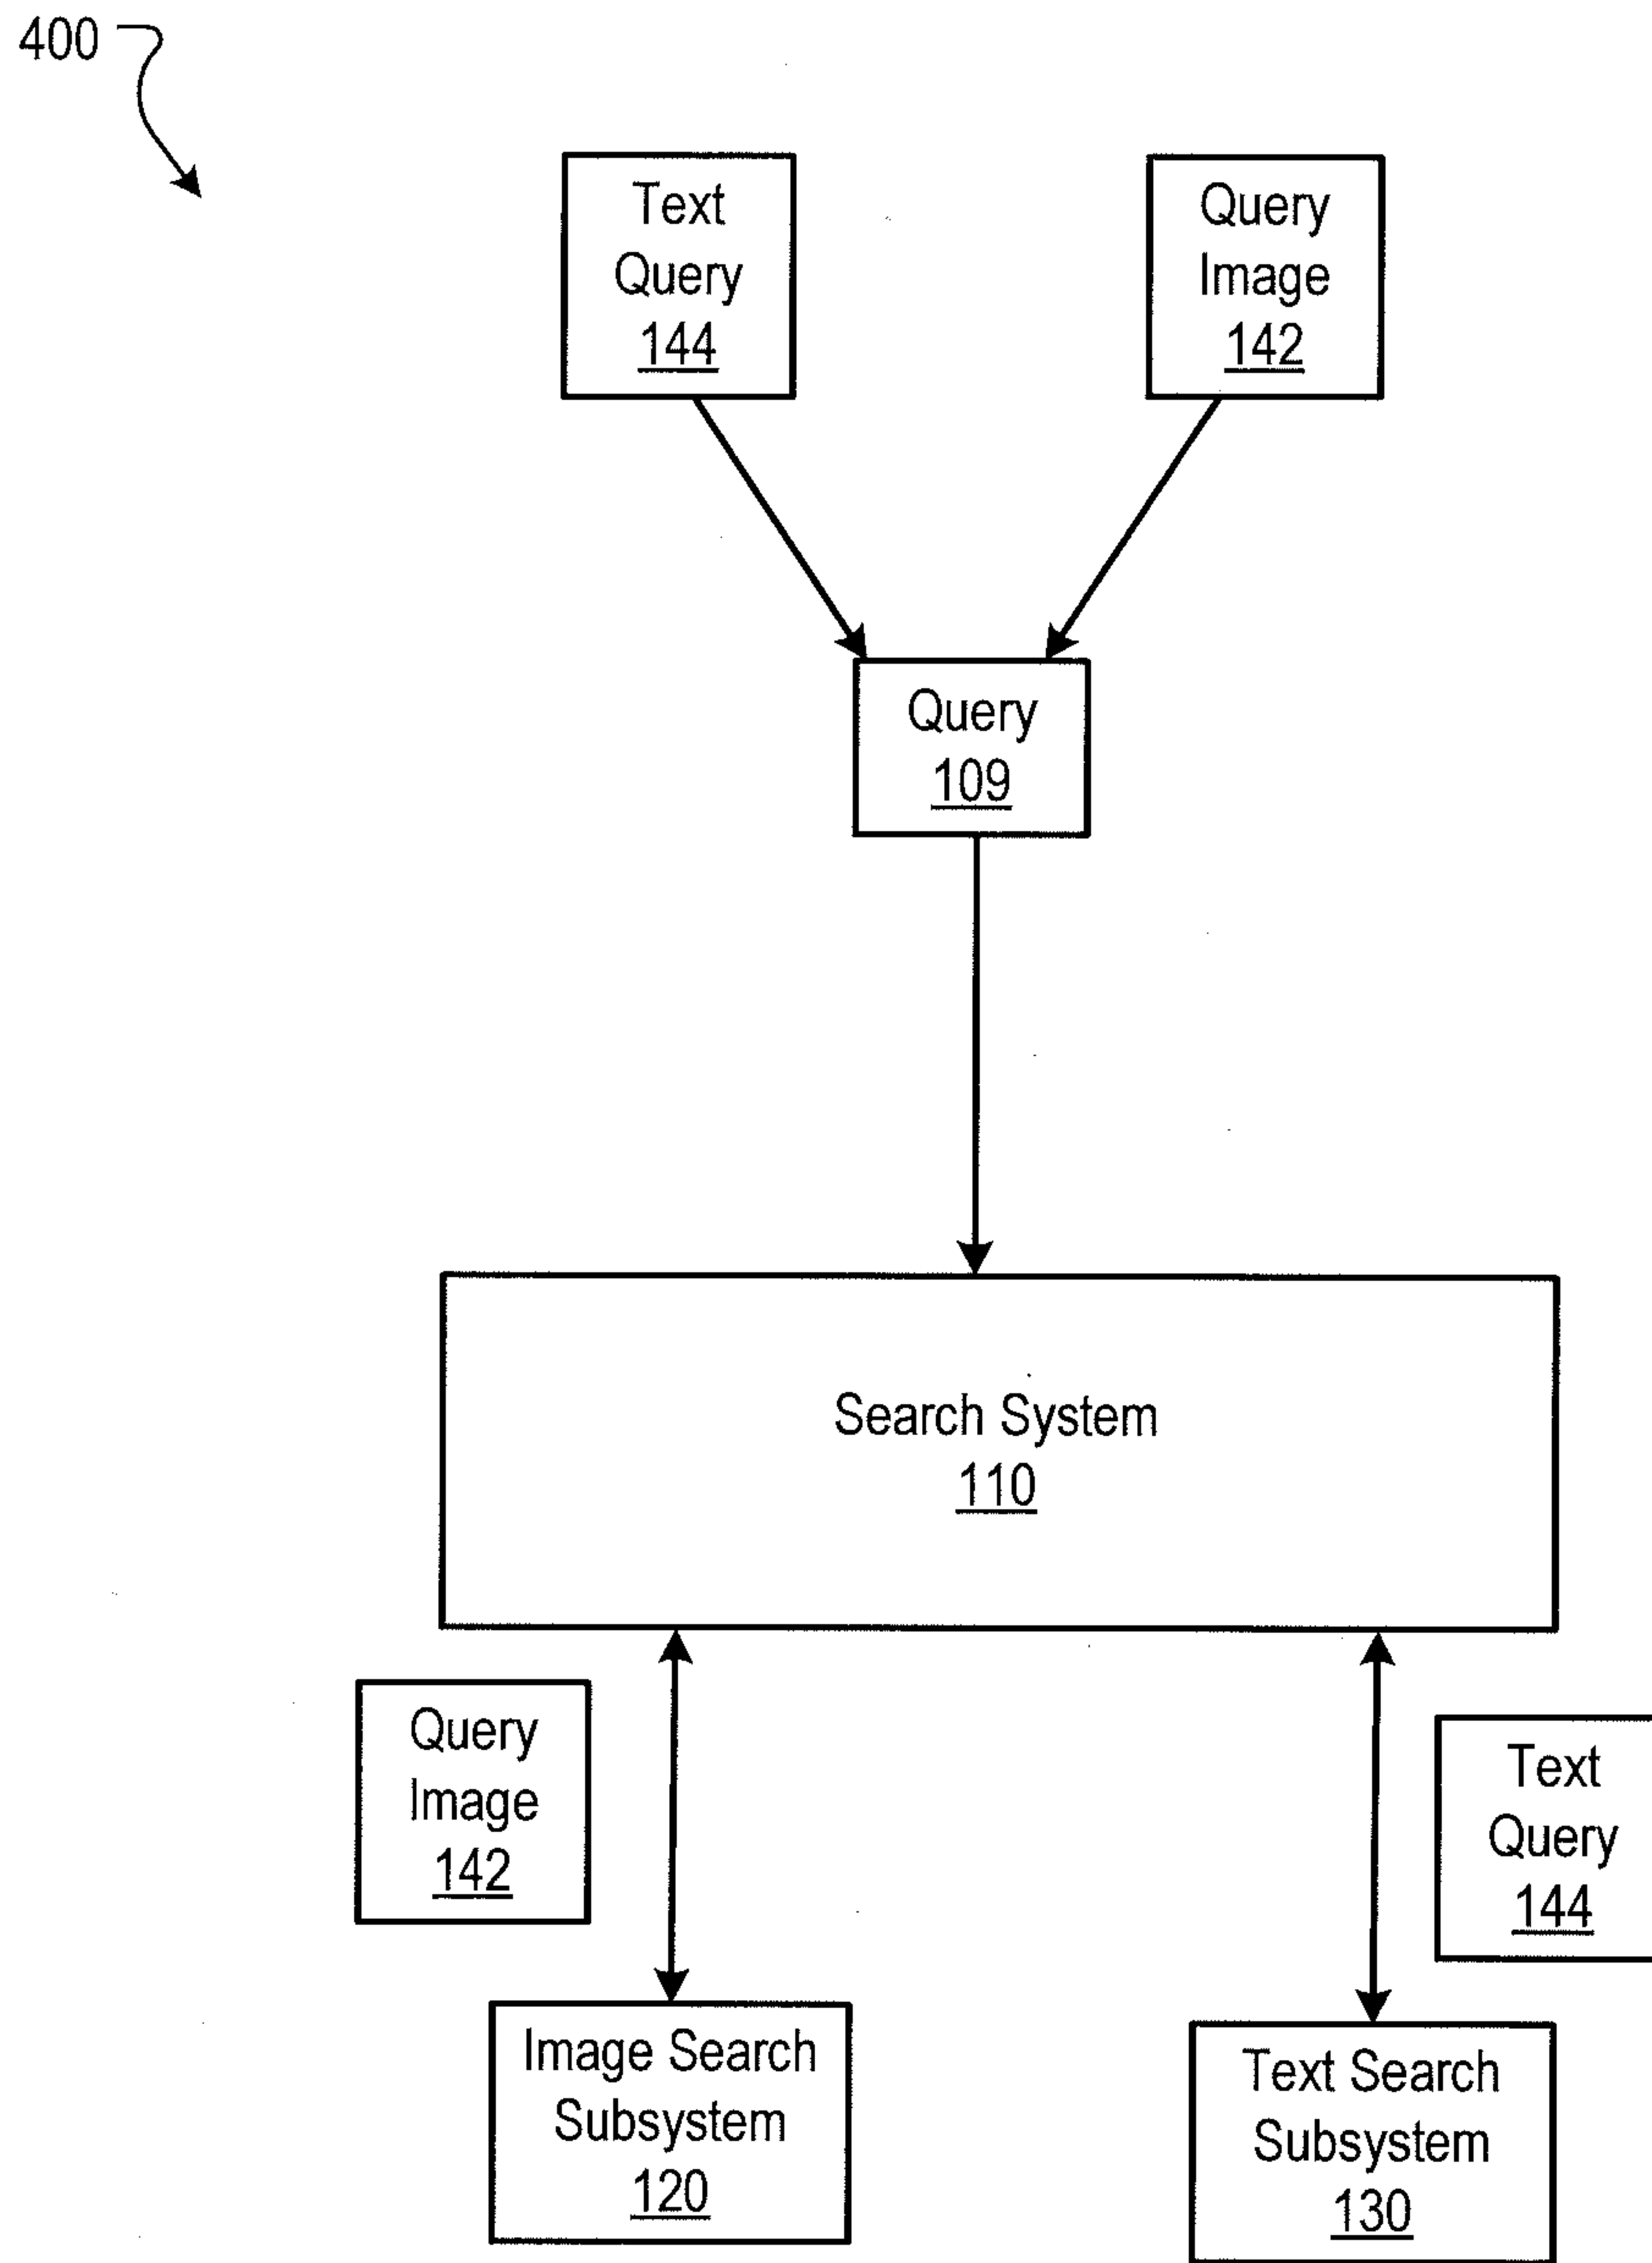 400
Text
Query
144
Query
Image
142
Query
109
Search System
110
Query
Image
142
Text
Query
144
Image Search
Subsystem
120
Text Search
Subsystem
130